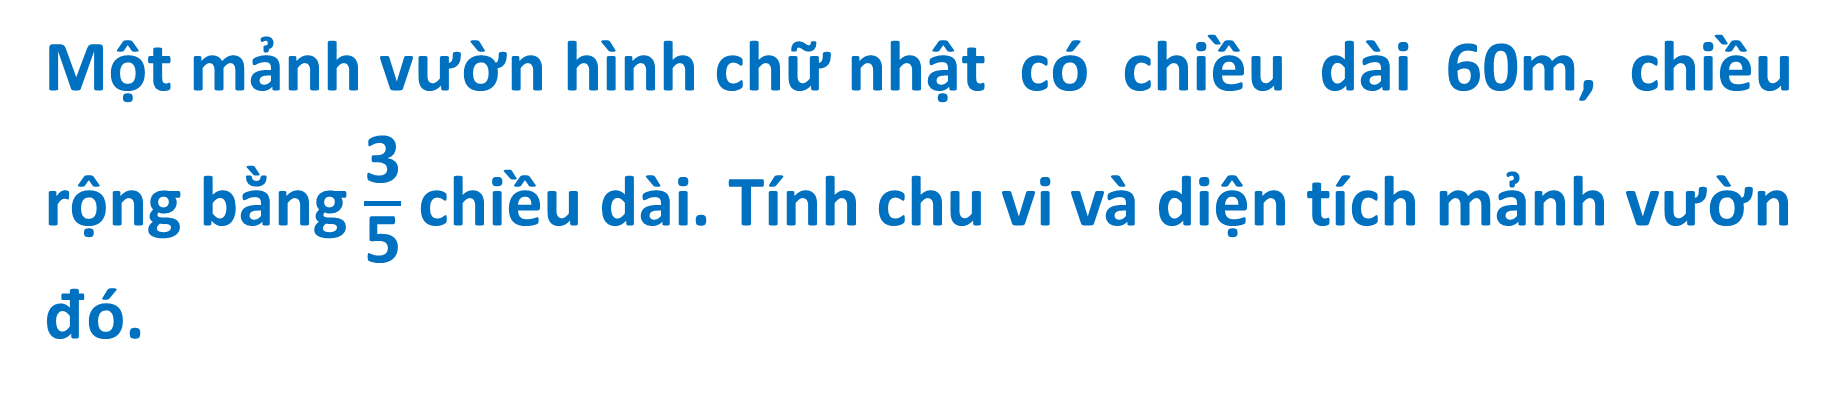 Một mảnh vườn hình chữ nhật có chiều dài 60m, chiều
rộng bằng 3/5 chiều dài. Tính chu vi và diện tích mảnh vườn
đó.